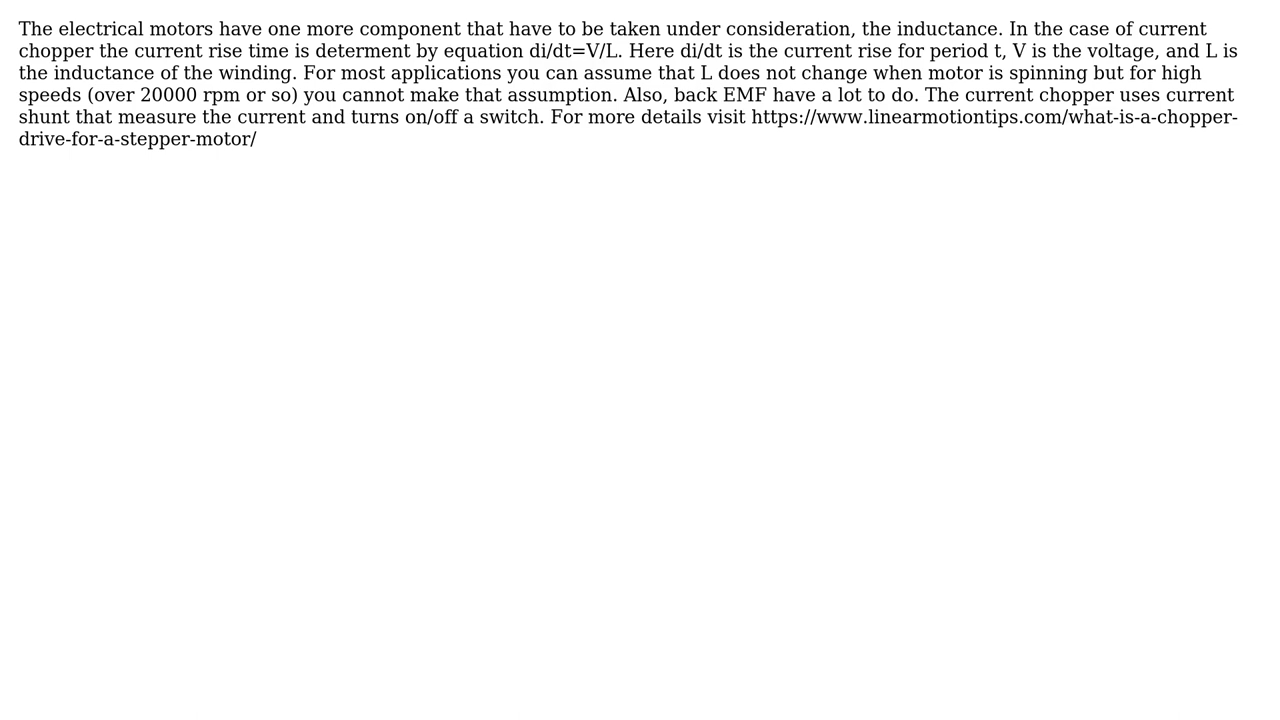 The electrical motors have one more component that have to be taken under consideration, the inductance. In the case of current
chopper the current rise time is determent by equation di/dt=V/L. Here di/dt is the current rise for period t, V is the voltage, and L is
the inductance of the winding. For most applications you can assume that L does not change when motor is spinning but for high
speeds (over 20000 rpm or so) you cannot make that assumption. Also, back EMF have a lot to do. The current chopper uses current
shunt that measure the current and turns on/off a switch. For more details visit https://www.linearmotiontips.com/what-is-a-chopper-
drive-for-a-stepper-motor/